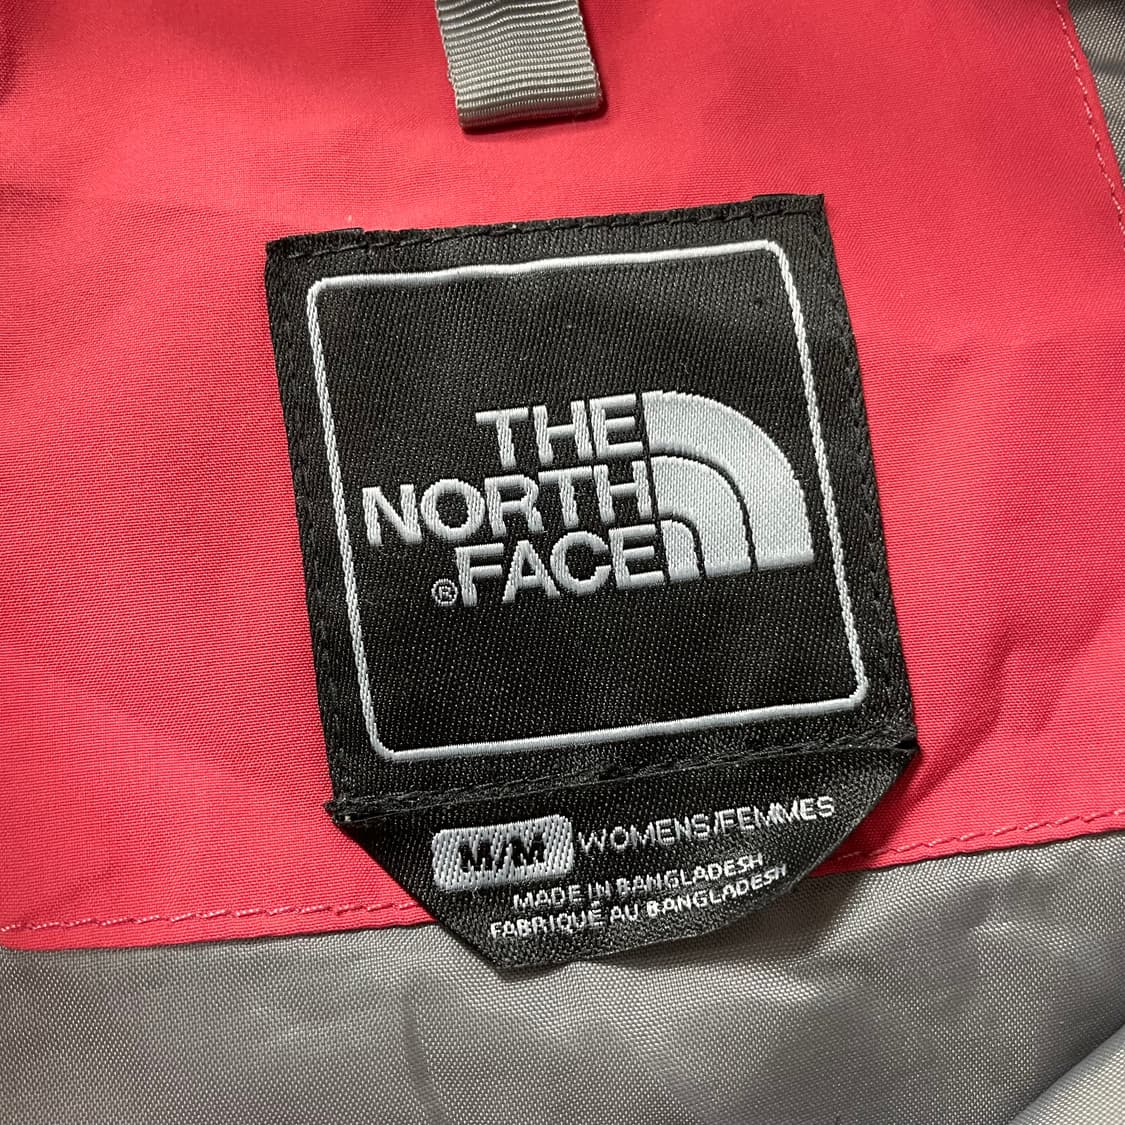 THE
NORTH
® FACE
M/M WOMENS/FEMMES
MADE IN BANGLADESH
FABRIQUÉ AU BANGLADESH